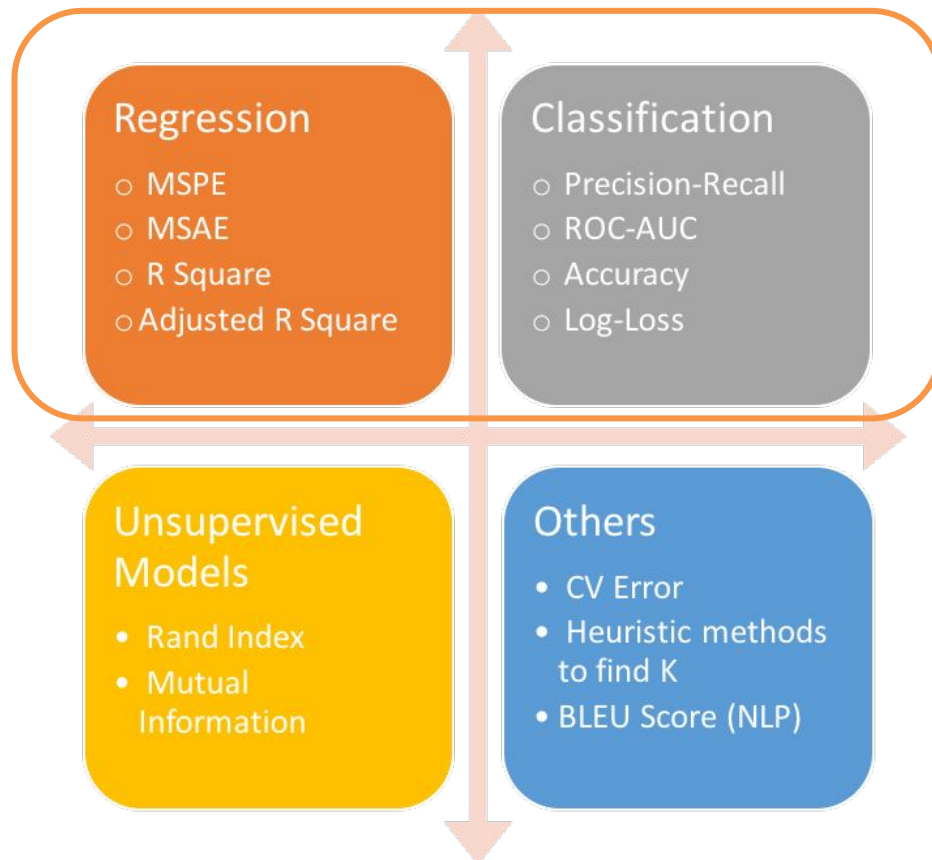 Regression
○ MSPE
○ MSAE
○ R Square
○ Adjusted R Square
Classification
○ Precision-Recall
○ ROC-AUC
○ Accuracy
○ Log-Loss
Unsupervised
Models
• Rand Index
• Mutual
Information
Others
• CV Error
• Heuristic methods
to find K
• BLEU Score (NLP)